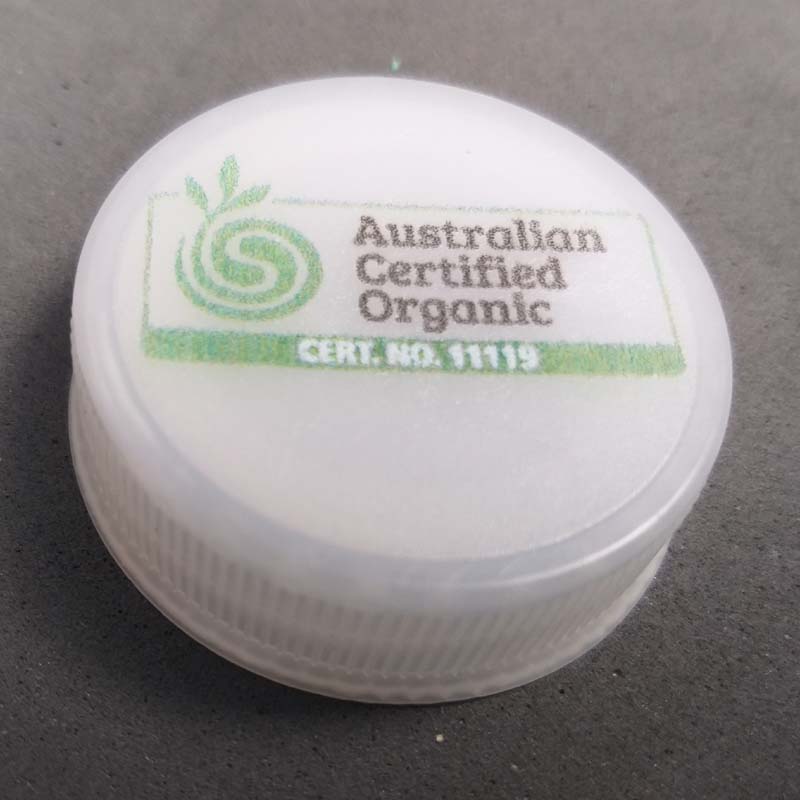 Australian
Certified
Organic
CERT. NO. 11119